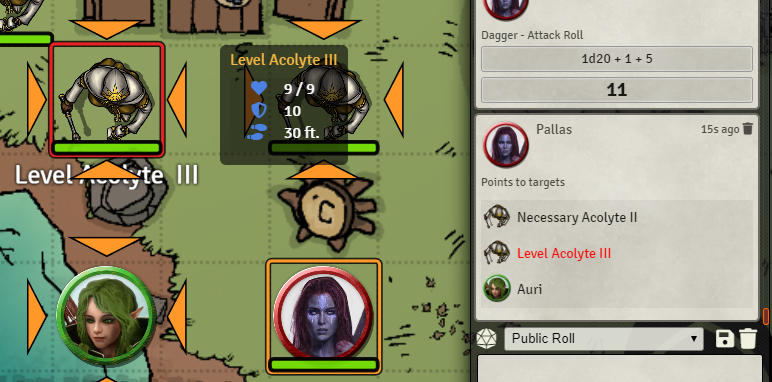 Level Acolyte III
9 / 9
10
30 ft.
Level Acolyte III
C
Dagger - Attack Roll
1d20 + 1 + 5
11
Pallas
15s ago
Points to targets
Necessary Acolyte II
Level Acolyte III
Auri
Public Roll